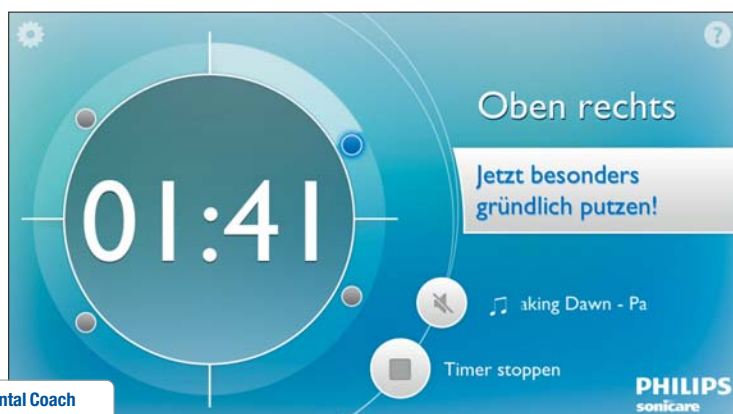 ?
Oben rechts
Jetzt besonders
gründlich putzen!
01:41
aking Dawn - Pa
Timer stoppen
PHILIPS
sonicare
ntal Coach